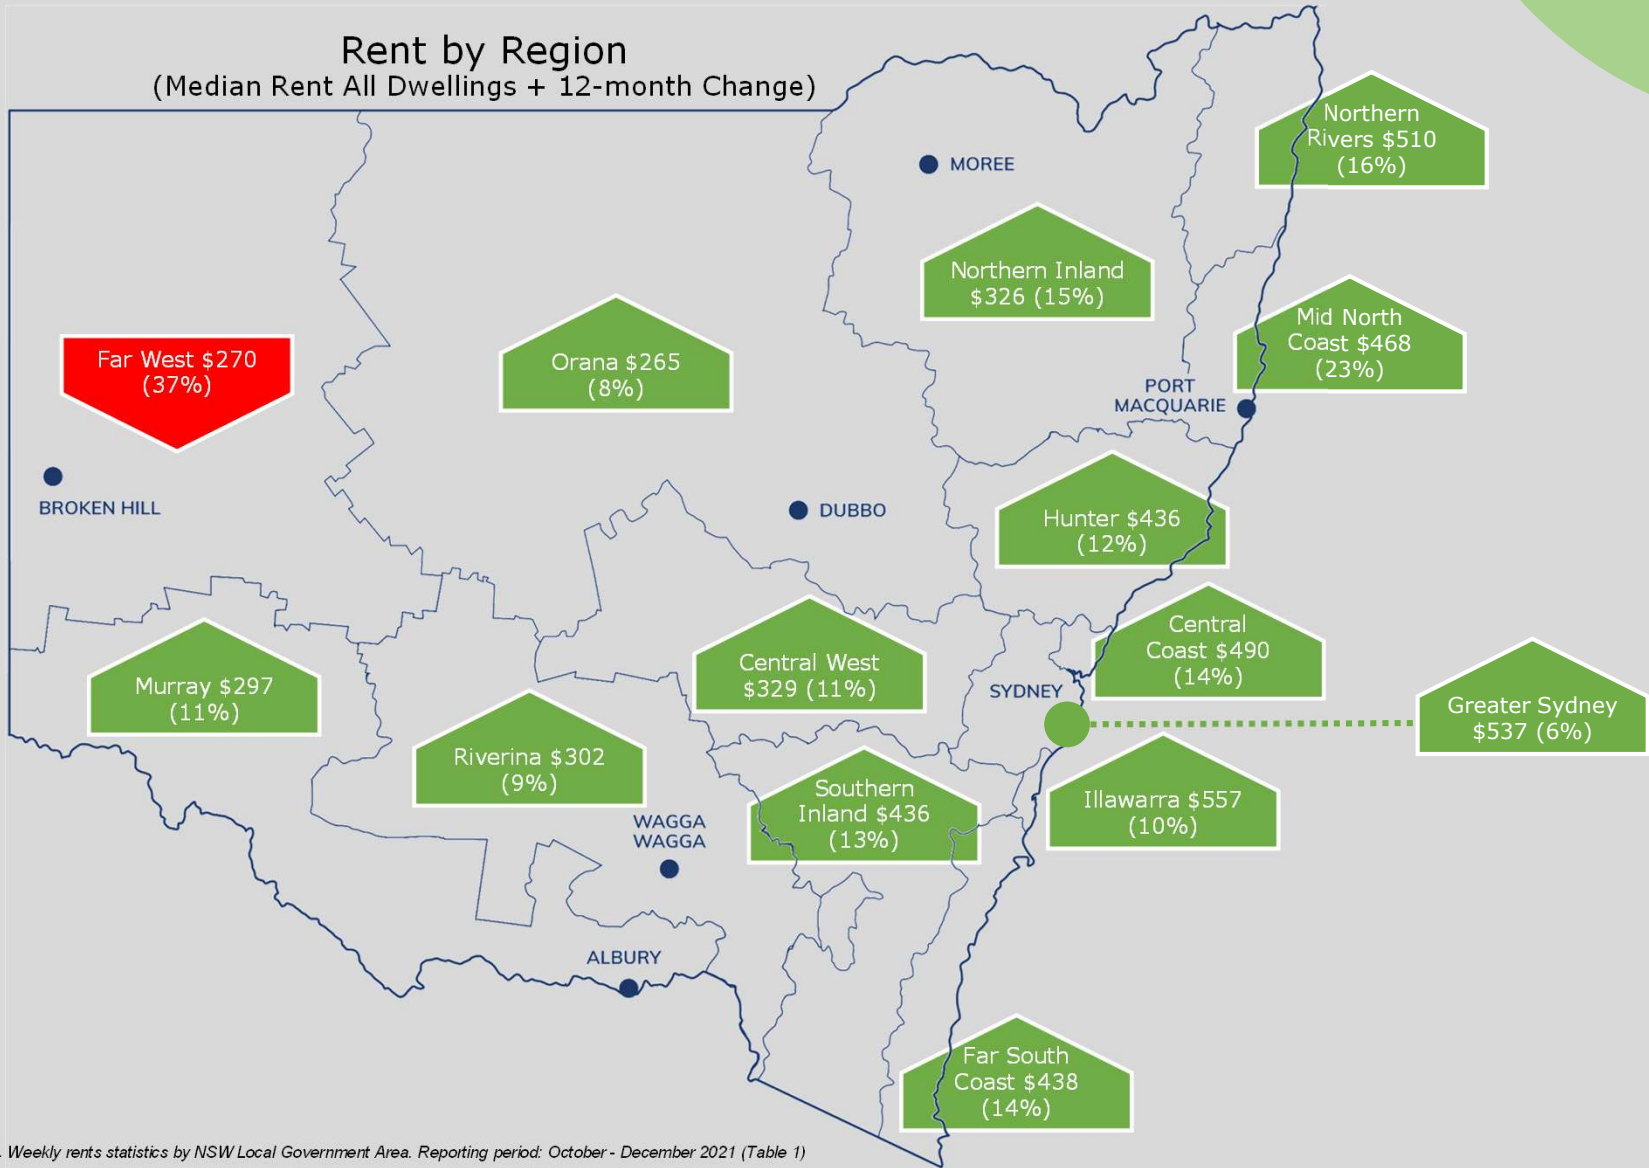 Rent by Region
(Median Rent All Dwellings + 12-month Change)
Northern
Rivers $510
(16%)
MOREE
Northern Inland
$326 (15%)
Mid North
Coast $468
(23%)
Far West $270
(37%)
Orana $265
(8%)
PORT
MACQUARIE
BROKEN HILL
DUBBO
Hunter $436
(12%)
Central
Coast $490
(14%)
Central West
$329 (11%)
SYDNEY
Murray $297
(11%)
Greater Sydney
$537 (6%)
Riverina $302
(9%)
Southern
Inland $436
(13%)
Illawarra $557
(10%)
WAGGA
WAGGA
ALBURY
Far South
Coast $438
(14%)
. Weekly rents statistics by NSW Local Government Area. Reporting period: October - December 2021 (Table 1)